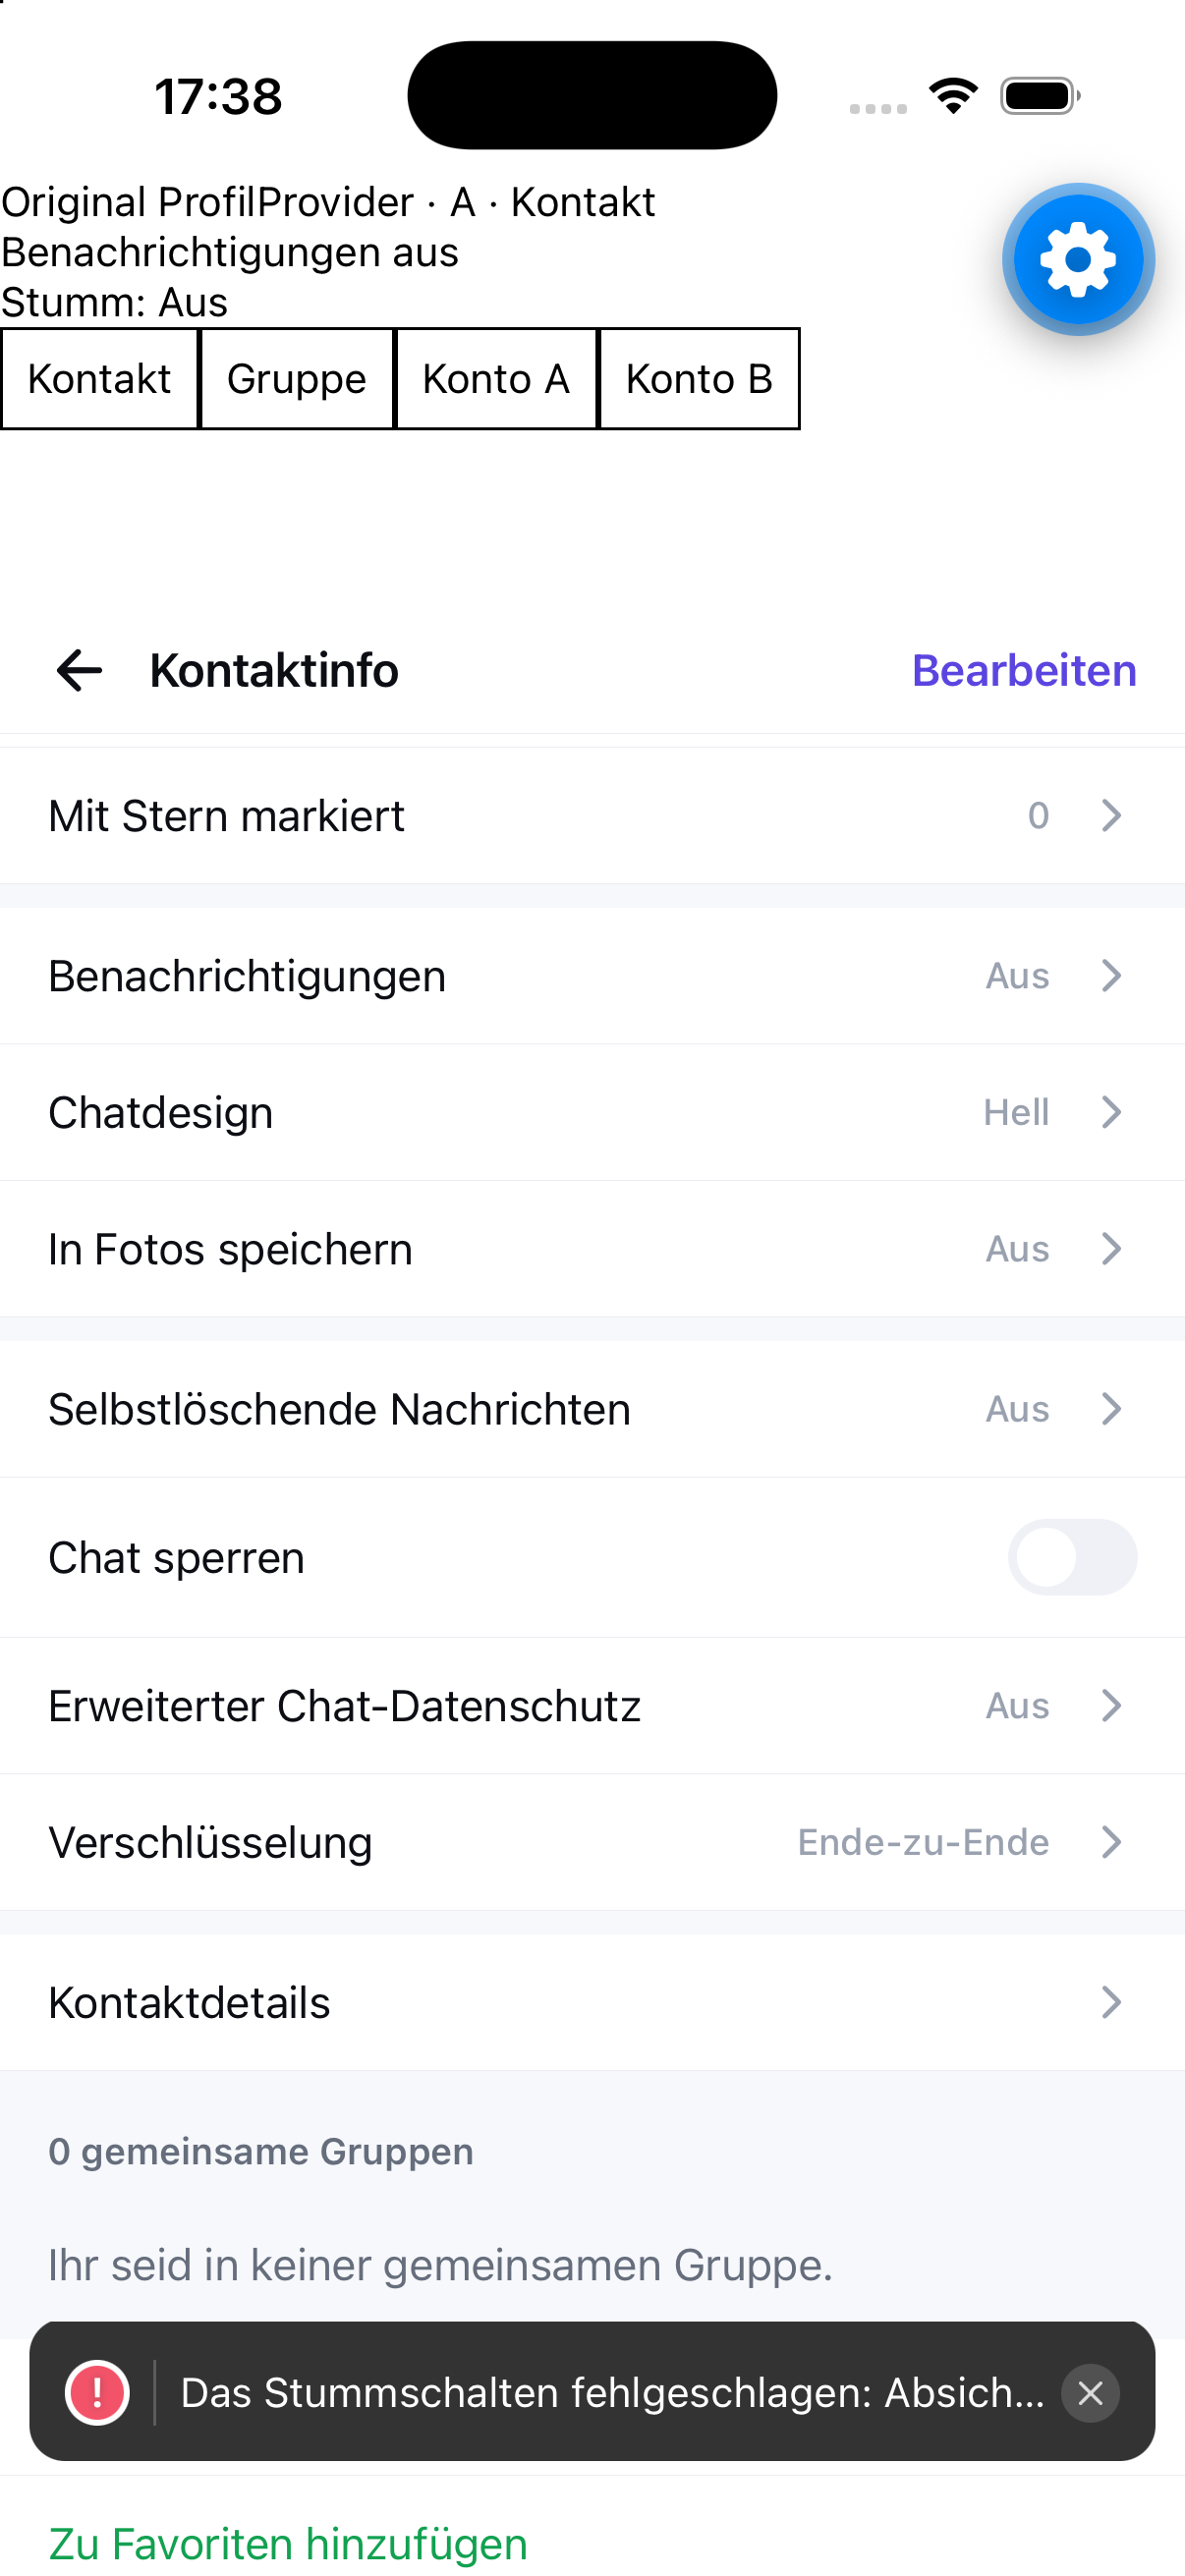 17:38
Original ProfilProvider · A · Kontakt
Benachrichtigungen aus
Stumm: Aus
Kontakt Gruppe Konto A Konto B
Kontaktinfo Bearbeiten
Mit Stern markiert 0
Benachrichtigungen Aus
Chatdesign Hell
In Fotos speichern Aus
Selbstlöschende Nachrichten Aus
Chat sperren
Erweiterter Chat-Datenschutz Aus
Verschlüsselung Ende-zu-Ende
Kontaktdetails
0 gemeinsame Gruppen
Ihr seid in keiner gemeinsamen Gruppe.
! Das Stummschalten fehlgeschlagen: Absich...
Zu Favoriten hinzufügen